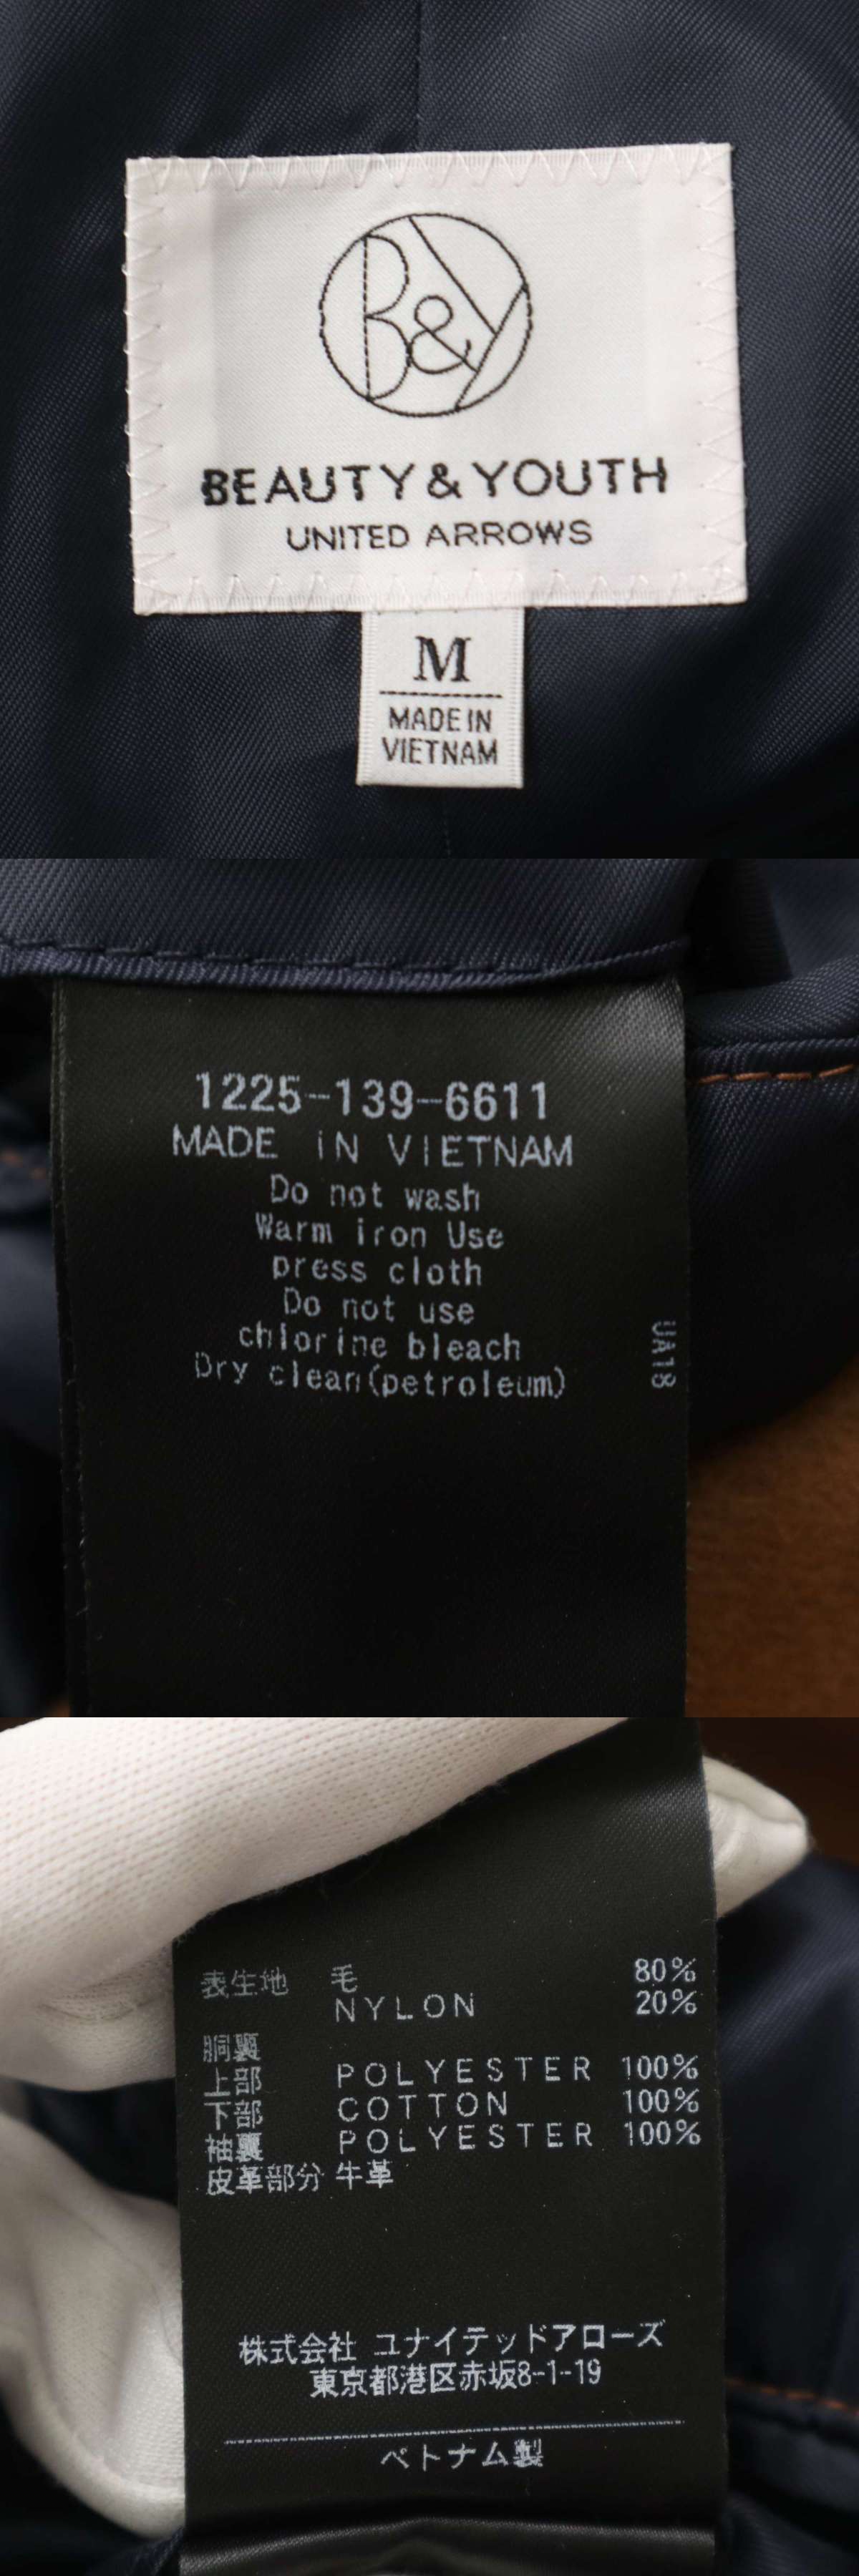 B&Y
BEAUTY & YOUTH
UNITED ARROWS
M
MADE IN
VIETNAM
1225-139-6611
MADE IN VIETNAM
Do not wash
Warm iron Use
press cloth
Do not use
chlorine bleach
Dry clean(petroleum)
UA18
表生地 毛 80%
NYLON 20%
胴裏
上部 POLYESTER 100%
下部 COTTON 100%
袖裏 POLYESTER 100%
皮革部分 牛革
株式会社 ユナイテッドアローズ
東京都港区赤坂8-1-19
ベトナム製